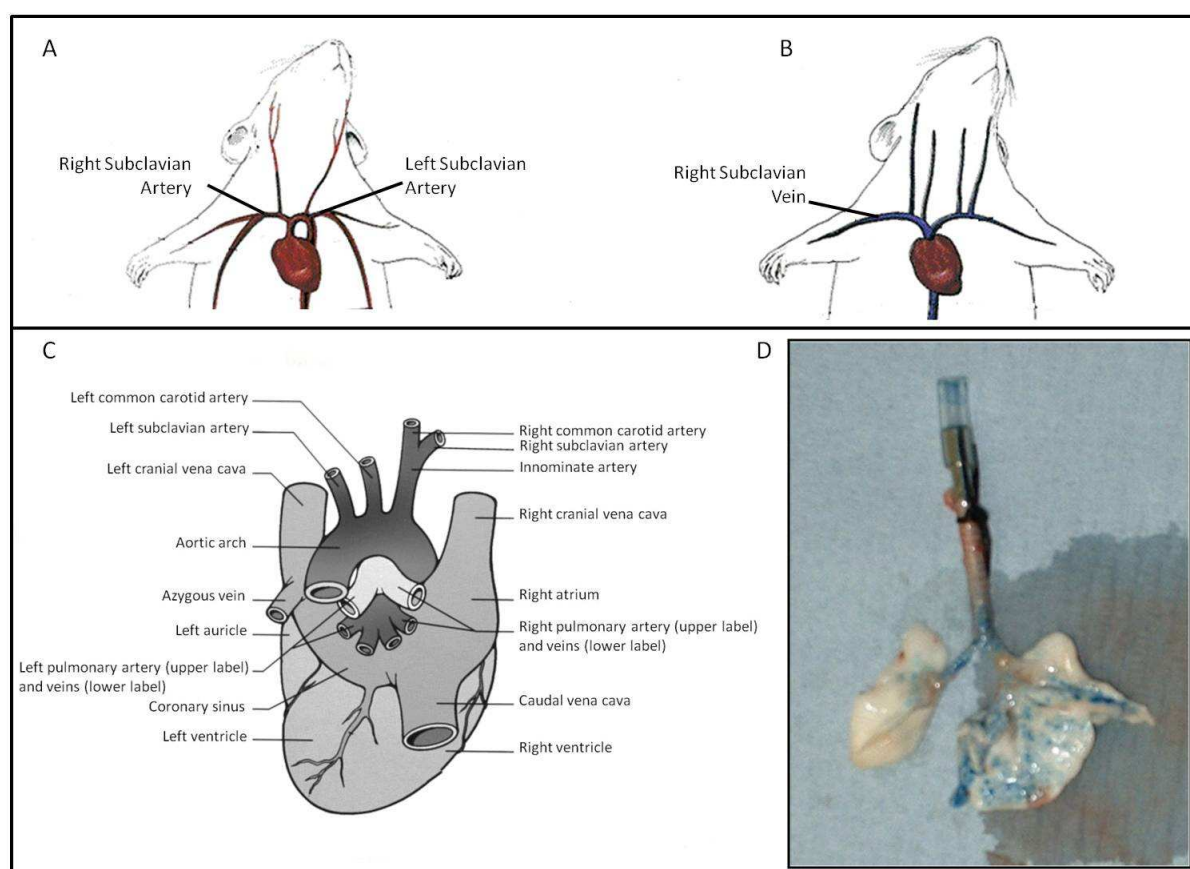 A
Right Subclavian
Artery
Left Subclavian
Artery
B
Right Subclavian
Vein
C
Left common carotid artery
Left subclavian artery
Left cranial vena cava
Aortic arch
Azygous vein
Left auricle
Left pulmonary artery (upper label)
and veins (lower label)
Coronary sinus
Left ventricle
Right common carotid artery
Right subclavian artery
Innominate artery
Right cranial vena cava
Right atrium
Right pulmonary artery (upper label)
and veins (lower label)
Caudal vena cava
Right ventricle
D